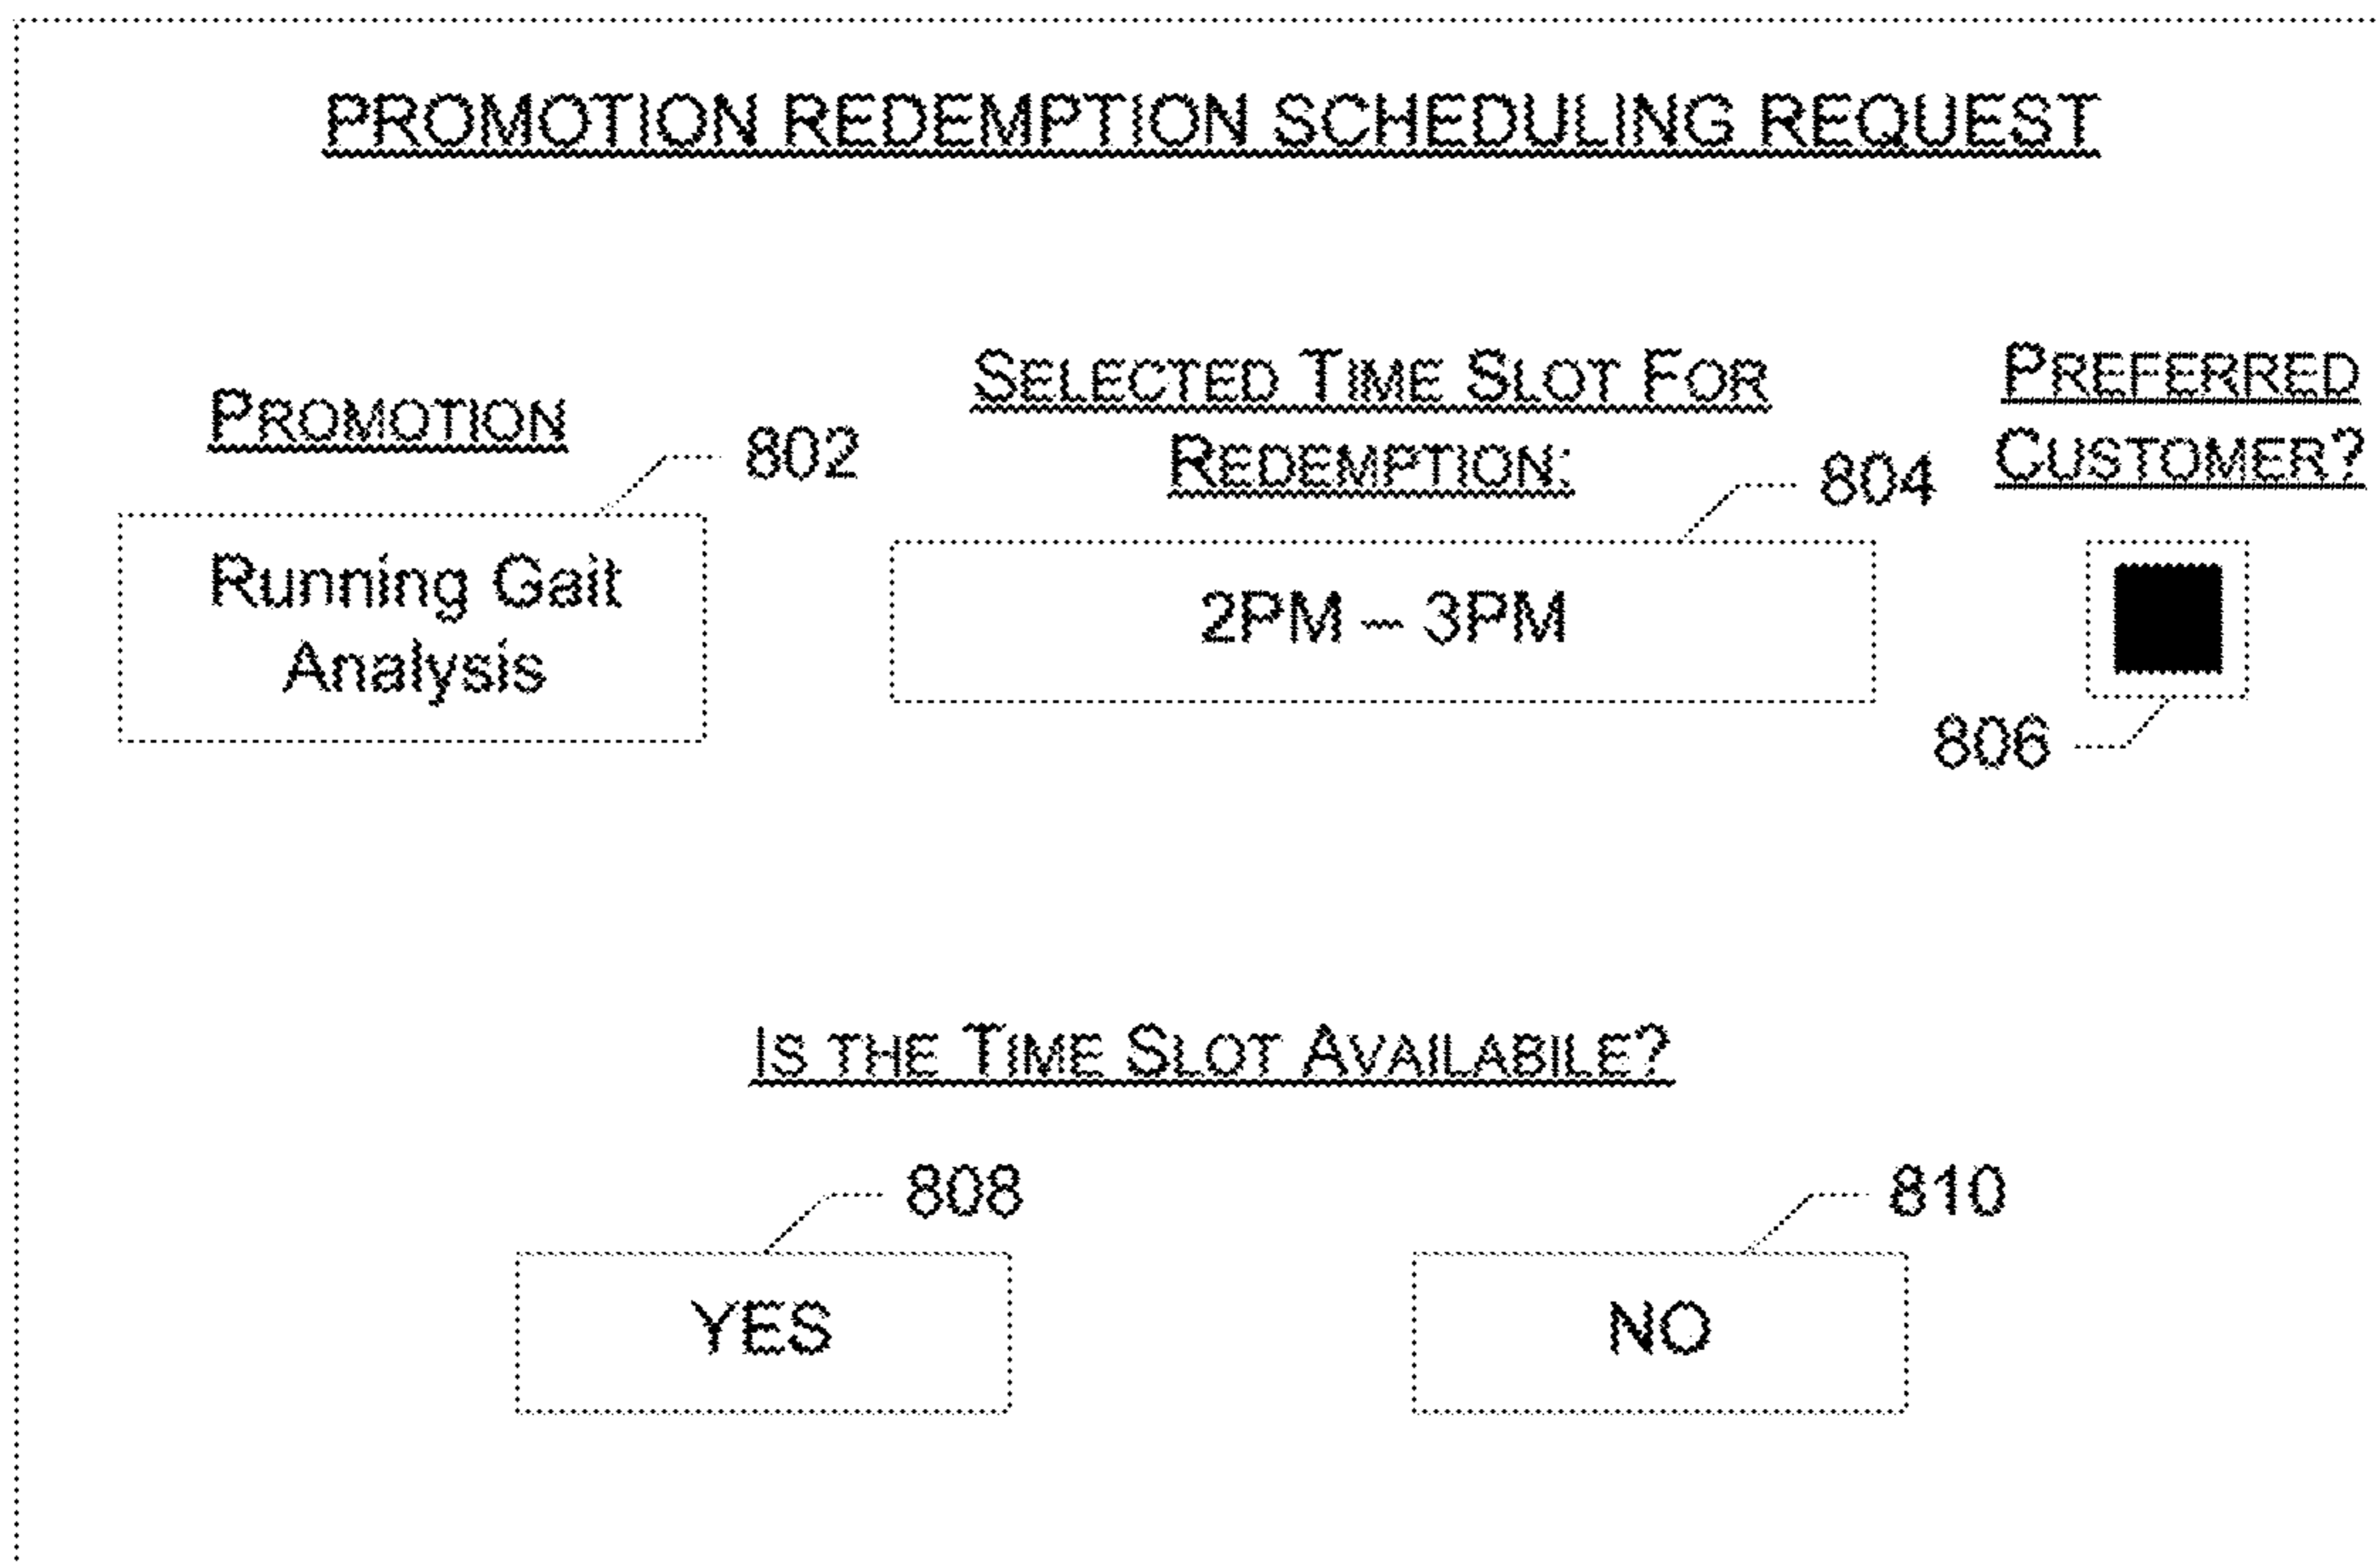 PROMOTION REDEMPTION SCHEDULING REQUEST
PROMOTION
802
Running Gait
Analysis
SELECTED TIME SLOT FOR
REDEMPTION:
804
2PM – 3PM
PREFERRED
CUSTOMER?
806
IS THE TIME SLOT AVAILABILE?
808
YES
810
NO